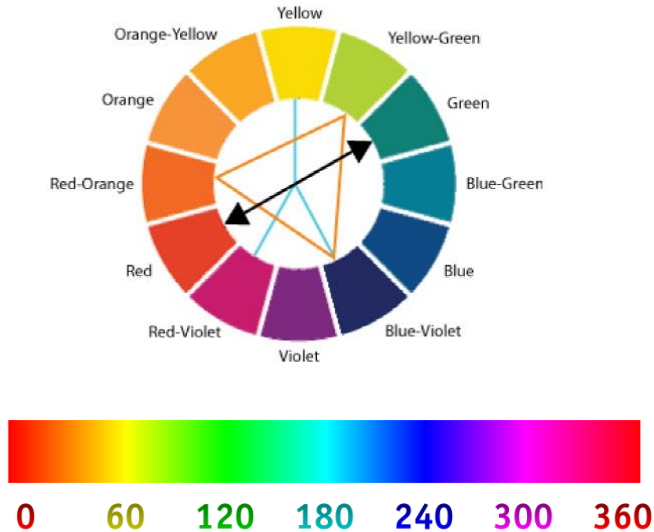 Yellow
Orange-Yellow
Yellow-Green
Orange
Green
Red-Orange
Blue-Green
Red
Blue
Red-Violet
Blue-Violet
Violet
0 60 120 180 240 300 360